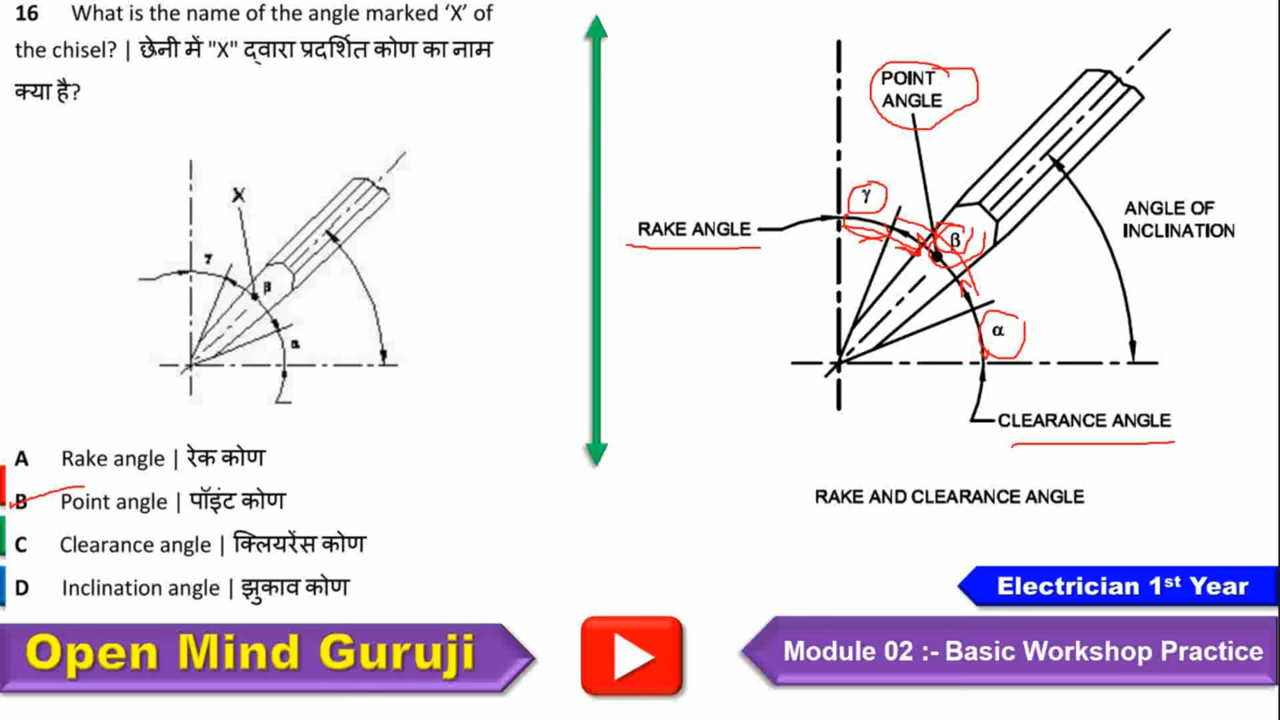 16 What is the name of the angle marked ‘X’ of
the chisel? | छेनी में "X" द्वारा प्रदर्शित कोण का नाम
क्या है?
X
γ
β
α
A Rake angle | रेक कोण
B Point angle | पॉइंट कोण
C Clearance angle | क्लियरेंस कोण
D Inclination angle | झुकाव कोण
POINT
ANGLE
γ
RAKE ANGLE
β
ANGLE OF
INCLINATION
α
CLEARANCE ANGLE
RAKE AND CLEARANCE ANGLE
Electrician 1st Year
Open Mind Guruji
Module 02 :- Basic Workshop Practice